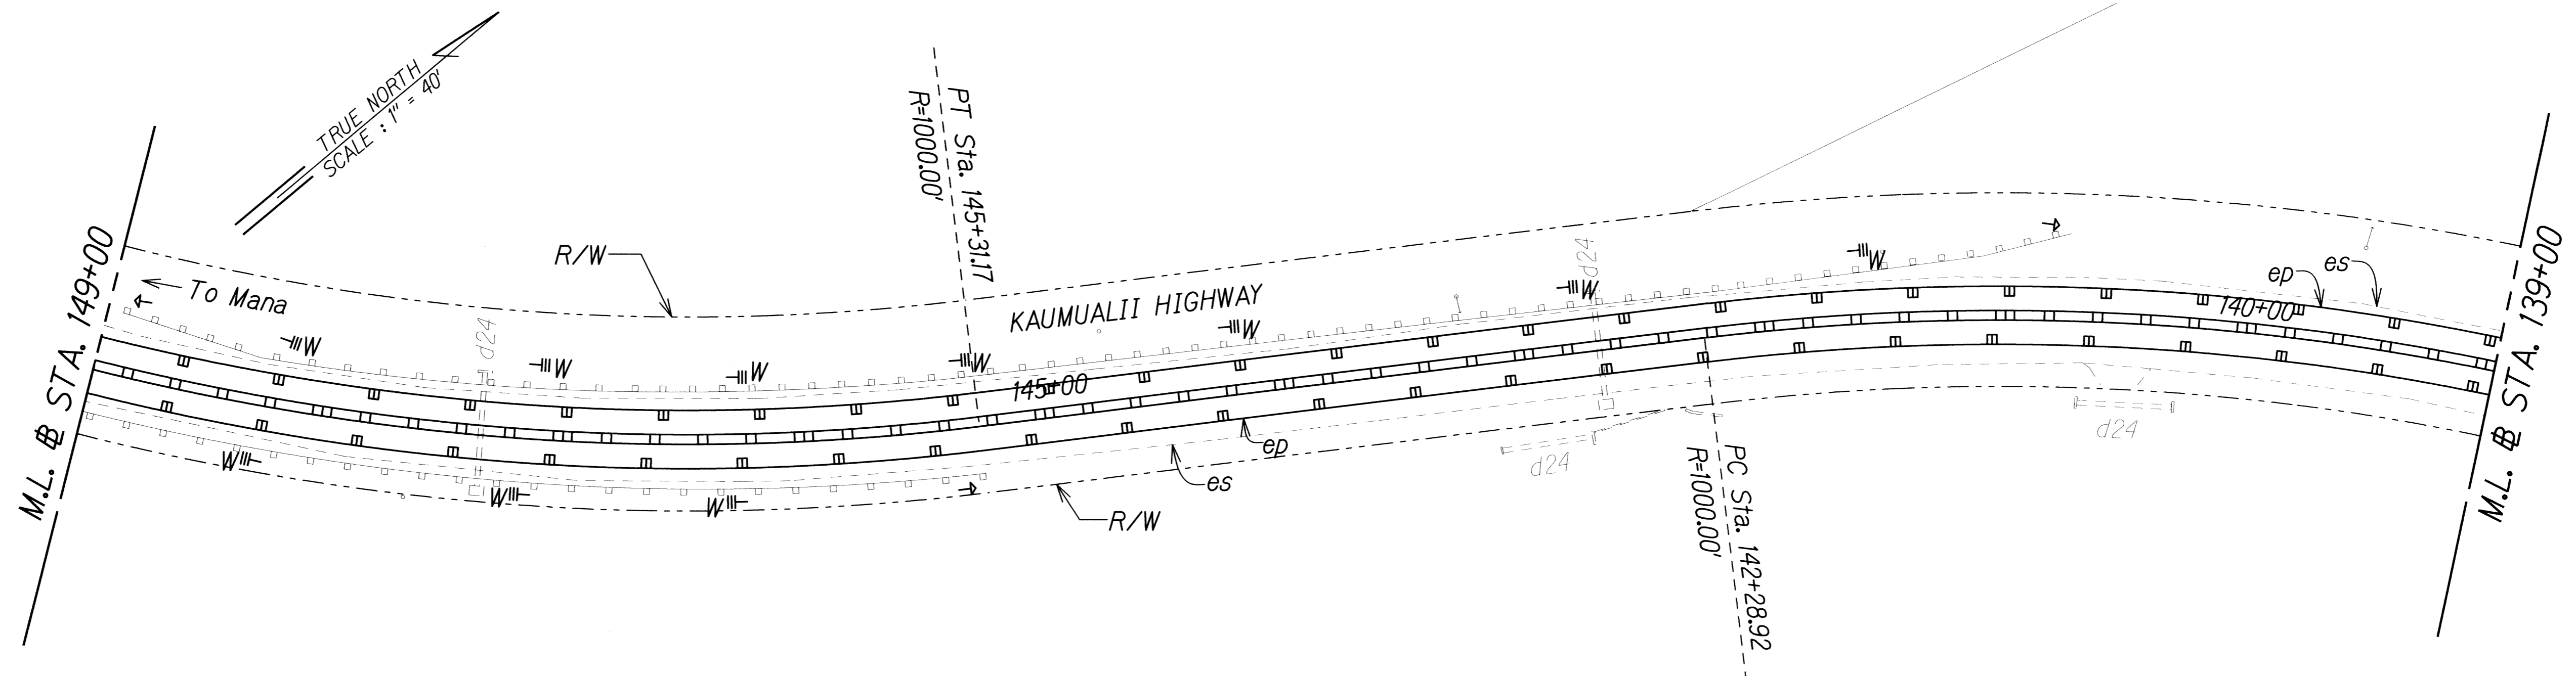 TRUE NORTH
SCALE : 1" = 40'
M.L. BL STA. 149+00
To Mana
R/W
PT Sta. 145+31.17
R=1000.00'
KAUMUALII HIGHWAY
145+00
140+00
ep
es
M.L. BL STA. 139+00
d24
d24
d24
d24
W
W
W
W
W
W
W
W
W
W
ep
es
R/W
PC Sta. 142+28.92
R=1000.00'